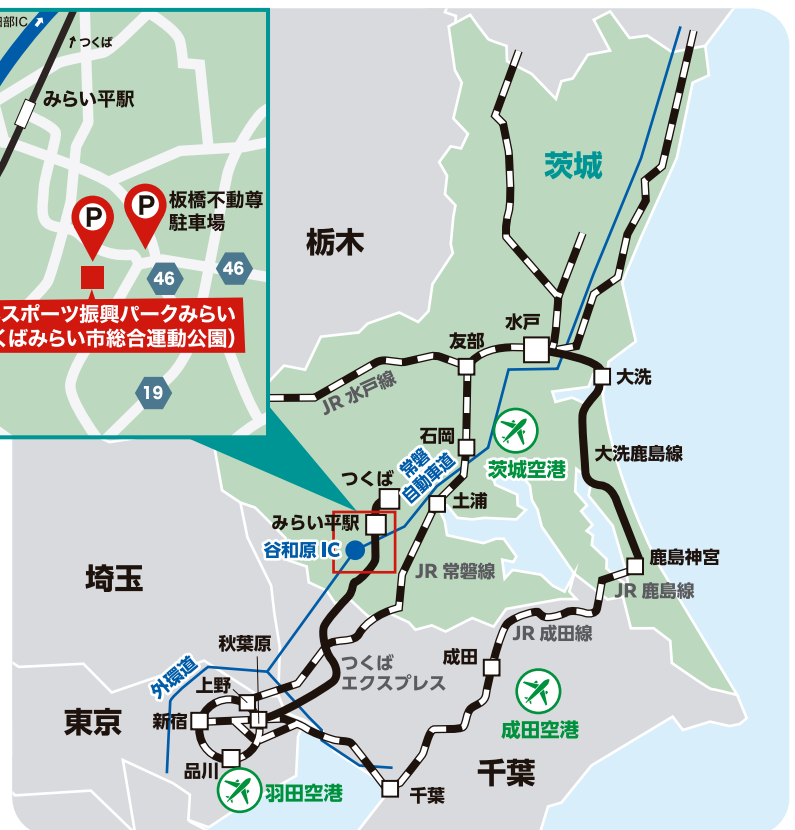 部IC
つくば
みらい平駅
P
P
板橋不動尊
駐車場
46
46
スポーツ振興パークみらい
くばみらい市総合運動公園）
19
茨城
栃木
水戸
友部
大洗
JR 水戸線
石岡
常磐
自動車道
茨城空港
大洗鹿島線
つくば
土浦
みらい平駅
谷和原 IC
鹿島神宮
JR 常磐線
JR 鹿島線
埼玉
JR 成田線
秋葉原
成田
つくば
エクスプレス
外環道
上野
東京
新宿
成田空港
品川
千葉
羽田空港
千葉